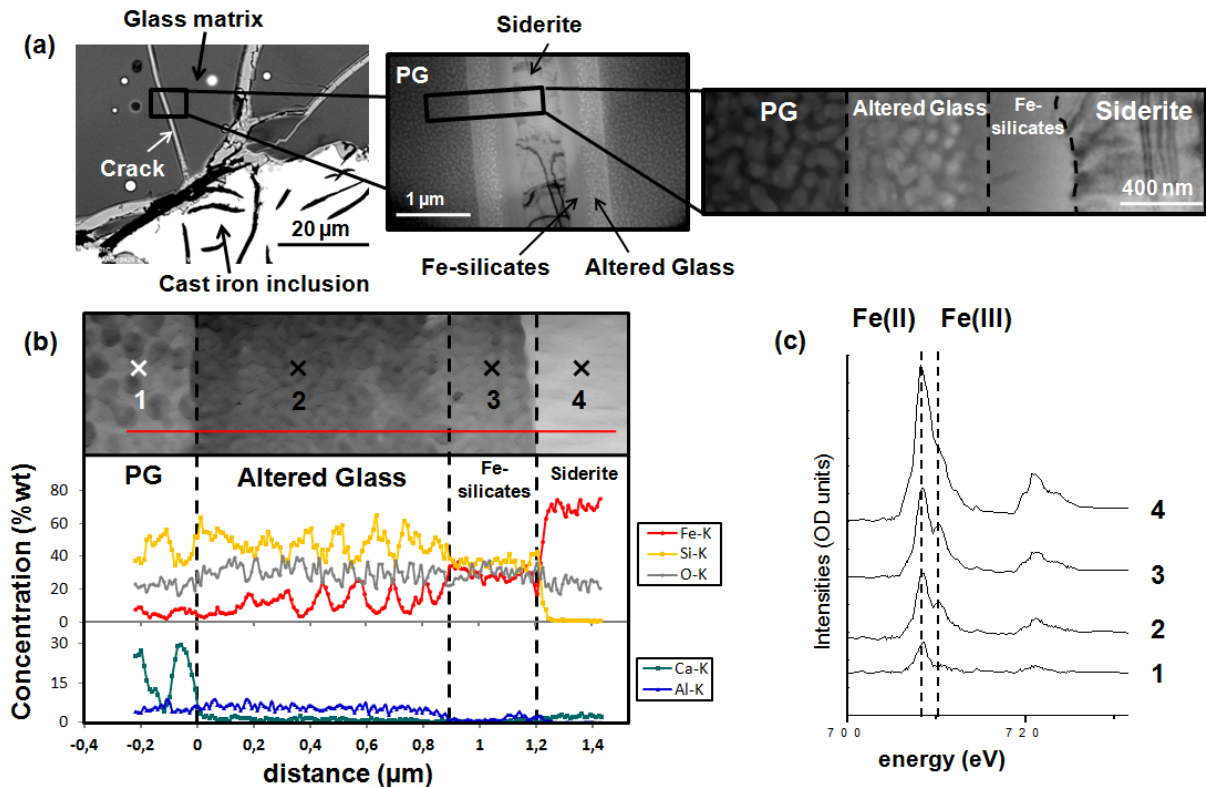 (a)
Glass matrix
Crack
20 µm
Cast iron inclusion
Siderite
PG
1 µm
Fe-silicates
Altered Glass
PG
Altered Glass
Fe-
silicates
Siderite
400 nm
(b)
1
2
3
4
PG
Altered Glass
Fe-
silicates
Siderite
Concentration (% wt)
80
60
40
20
0
30
15
0
-0,4
-0,2
0
0,2
0,4
0,6
0,8
1
1,2
1,4
distance (µm)
Fe-K
Si-K
O-K
Ca-K
Al-K
(c)
Fe(II)
Fe(III)
Intensities (OD units)
4
3
2
1
700
720
energy (eV)